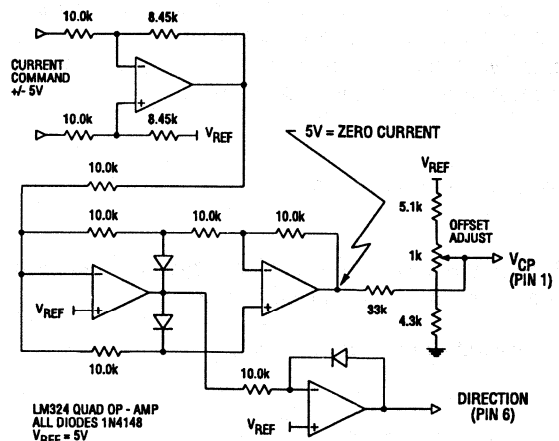 10.0k
8.45k
CURRENT
COMMAND
+/- 5V
10.0k
8.45k
VREF
10.0k
5V = ZERO CURRENT
VREF
5.1k
OFFSET
ADJUST
1k
VCP
(PIN 1)
10.0k
10.0k
10.0k
VREF
33k
4.3k
10.0k
10.0k
VREF
DIRECTION
(PIN 6)
LM324 QUAD OP - AMP
ALL DIODES 1N4148
VREF = 5V